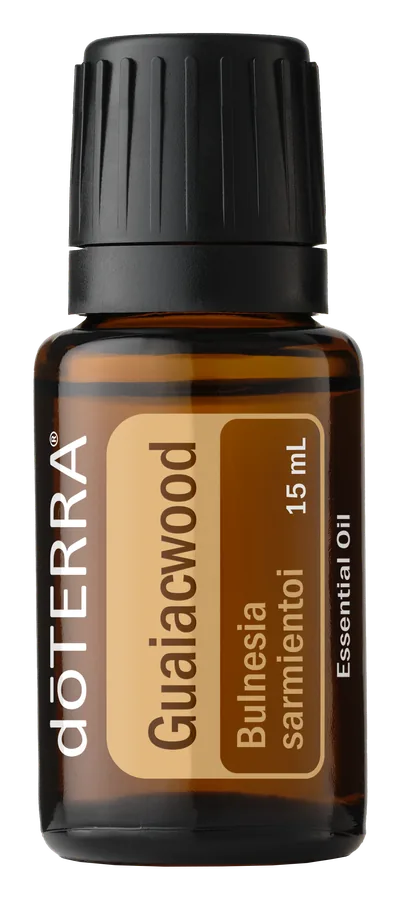 dōTERRA®
Guaiacwood
Bulnesia
sarmientoi
15 mL
Essential Oil